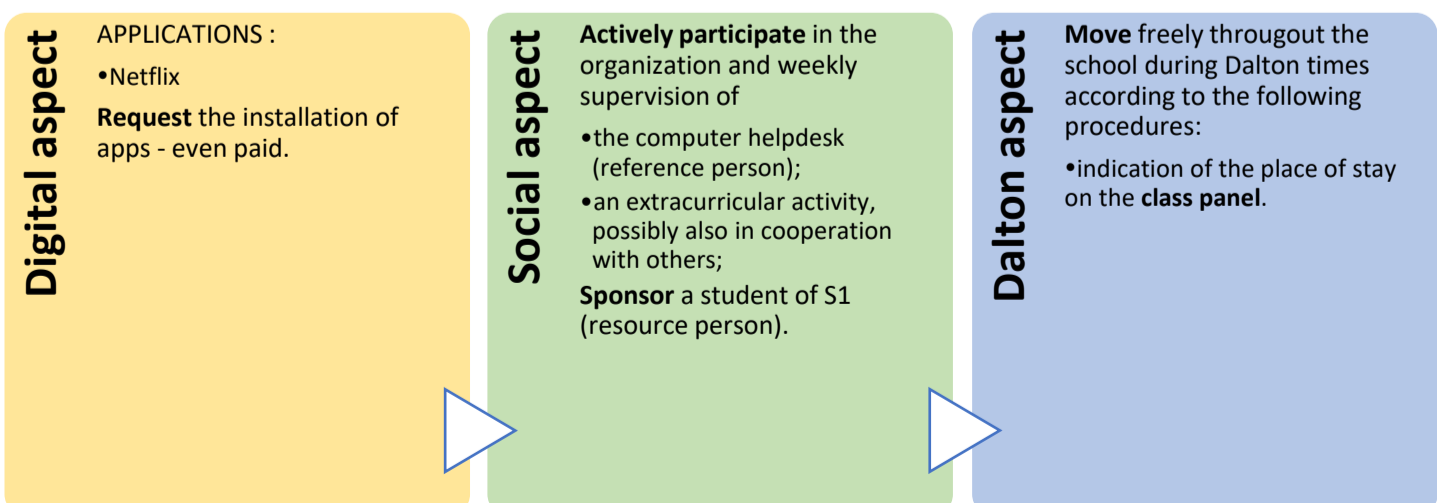 Digital aspect
APPLICATIONS :
•Netflix
Request the installation of
apps - even paid.
Social aspect
Actively participate in the
organization and weekly
supervision of
•the computer helpdesk
(reference person);
•an extracurricular activity,
possibly also in cooperation
with others;
Sponsor a student of S1
(resource person).
Dalton aspect
Move freely througout the
school during Dalton times
according to the following
procedures:
•indication of the place of stay
on the class panel.